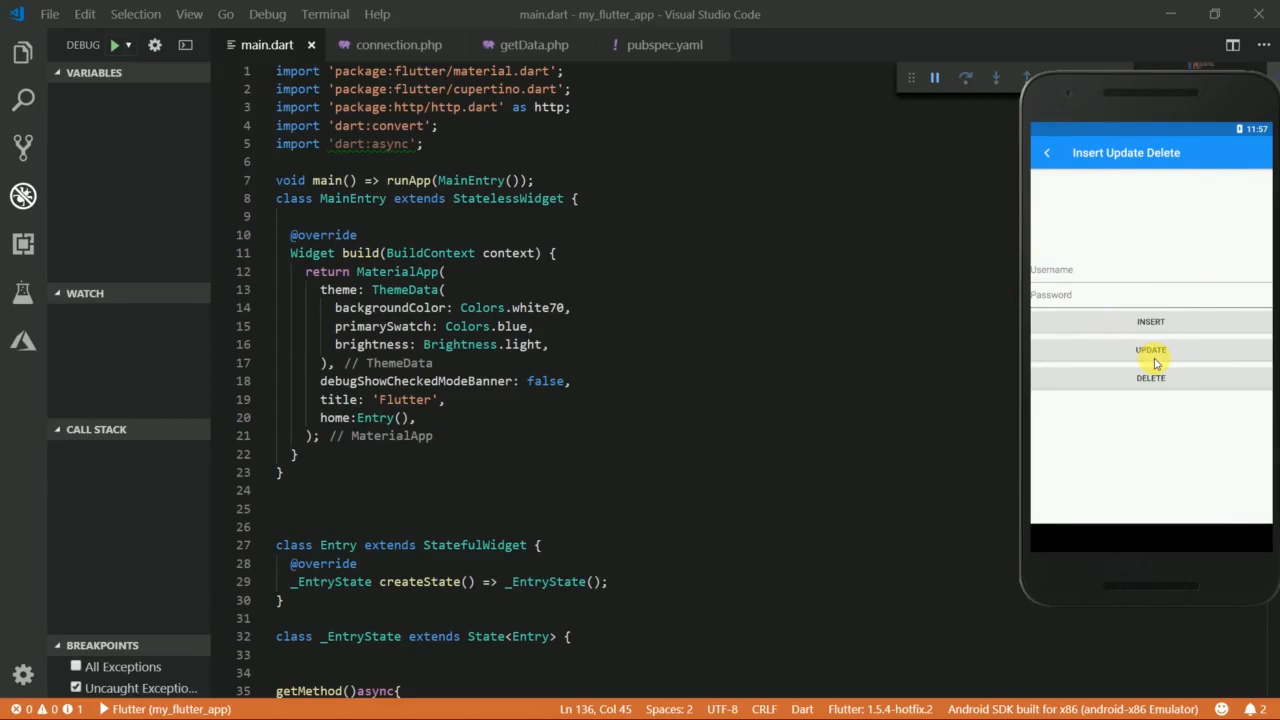 File Edit Selection View Go Debug Terminal Help main.dart - my_flutter_app - Visual Studio Code
DEBUG main.dart connection.php getData.php ! pubspec.yaml
VARIABLES
WATCH
CALL STACK
BREAKPOINTS
All Exceptions
Uncaught Exceptio...
1 import 'package:flutter/material.dart';
2 import 'package:flutter/cupertino.dart';
3 import 'package:http/http.dart' as http;
4 import 'dart:convert';
5 import 'dart:async';
6
7 void main() => runApp(MainEntry());
8 class MainEntry extends StatelessWidget {
9
10 @override
11 Widget build(BuildContext context) {
12 return MaterialApp(
13 theme: ThemeData(
14 backgroundColor: Colors.white70,
15 primarySwatch: Colors.blue,
16 brightness: Brightness.light,
17 ), // ThemeData
18 debugShowCheckedModeBanner: false,
19 title: 'Flutter',
20 home:Entry(),
21 ); // MaterialApp
22 }
23 }
24
25
26
27 class Entry extends StatefulWidget {
28 @override
29 _EntryState createState() => _EntryState();
30 }
31
32 class _EntryState extends State<Entry> {
33
34
35 getMethod()async{
11:57
Insert Update Delete
Username
Password
INSERT
UPDATE
DELETE
0 0 1 Flutter (my_flutter_app) Ln 136, Col 45 Spaces: 2 UTF-8 CRLF Dart Flutter: 1.5.4-hotfix.2 Android SDK built for x86 (android-x86 Emulator) 2